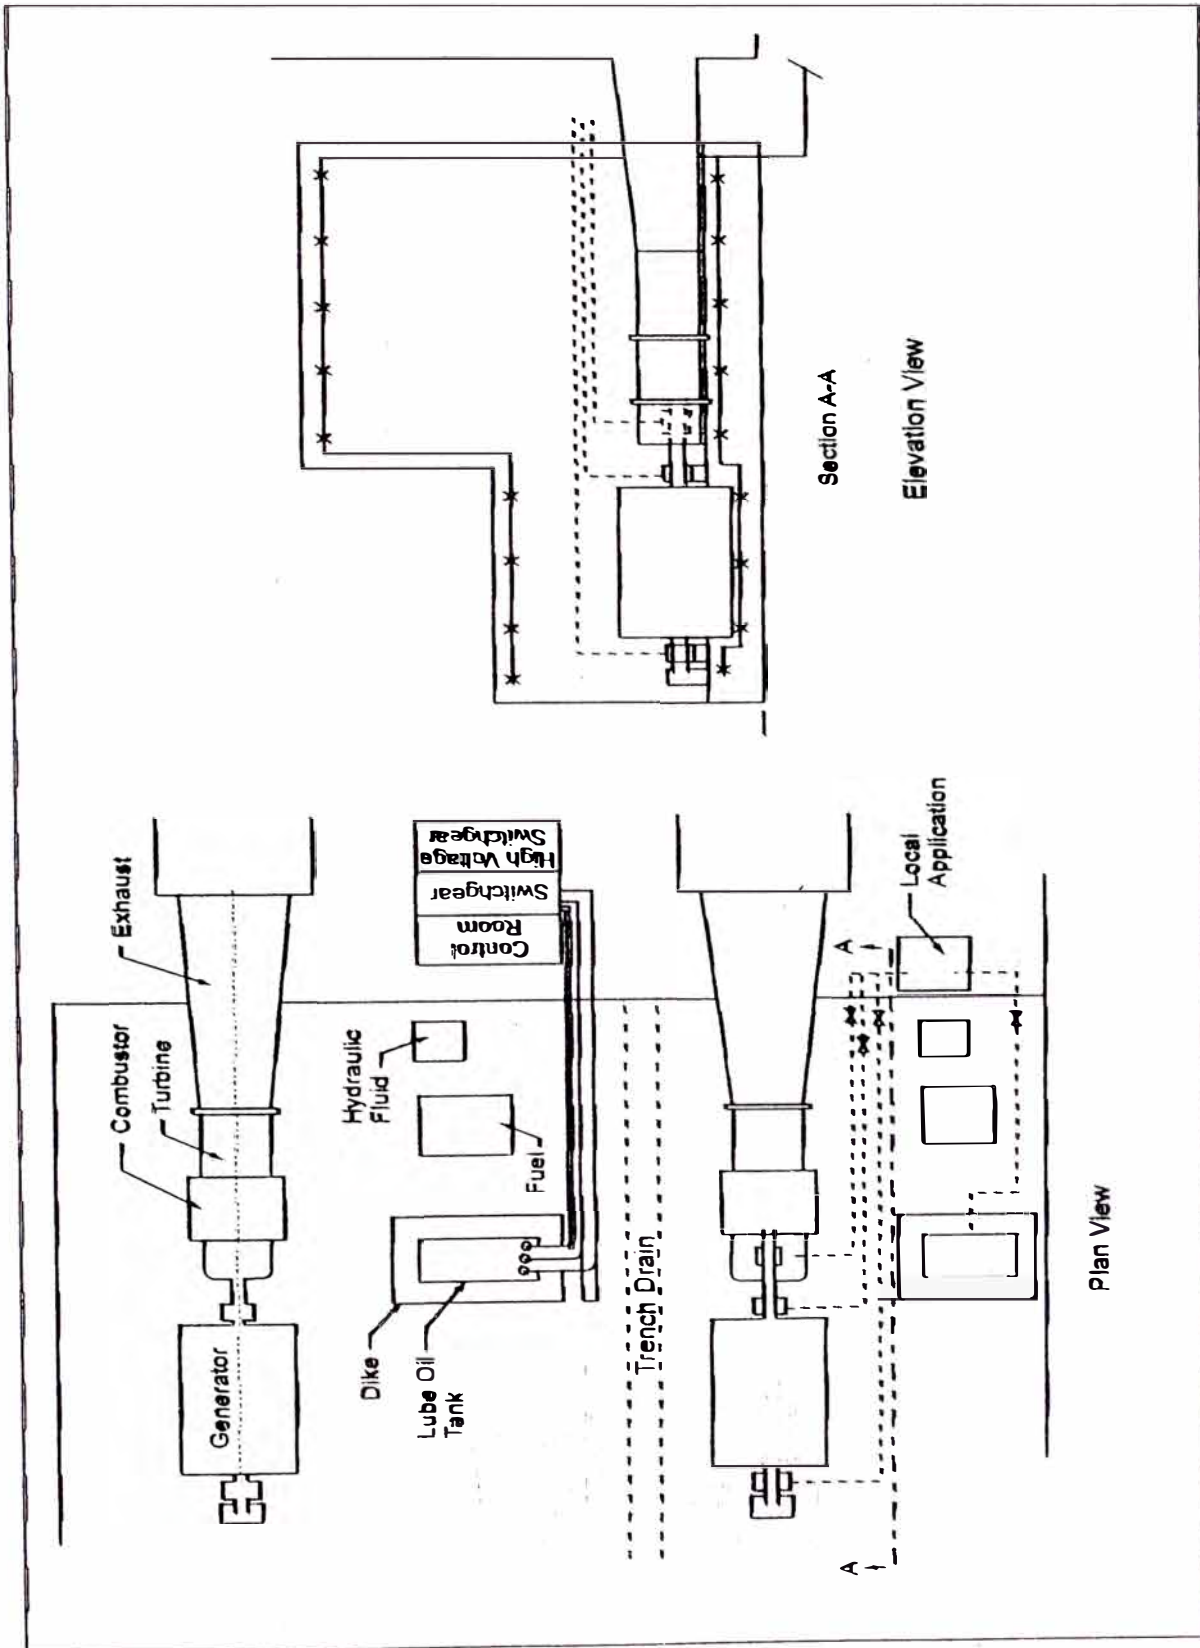 Exhaust
Combustor
Turbine
Generator
Hydraulic
Fluid
Fuel
Dike
Lube Oil
Tank
Control
Room
Switchgear
High Voltage
Switchgear
Trench Drain
A
A
Local
Application
Plan View
Section A-A
Elevation View